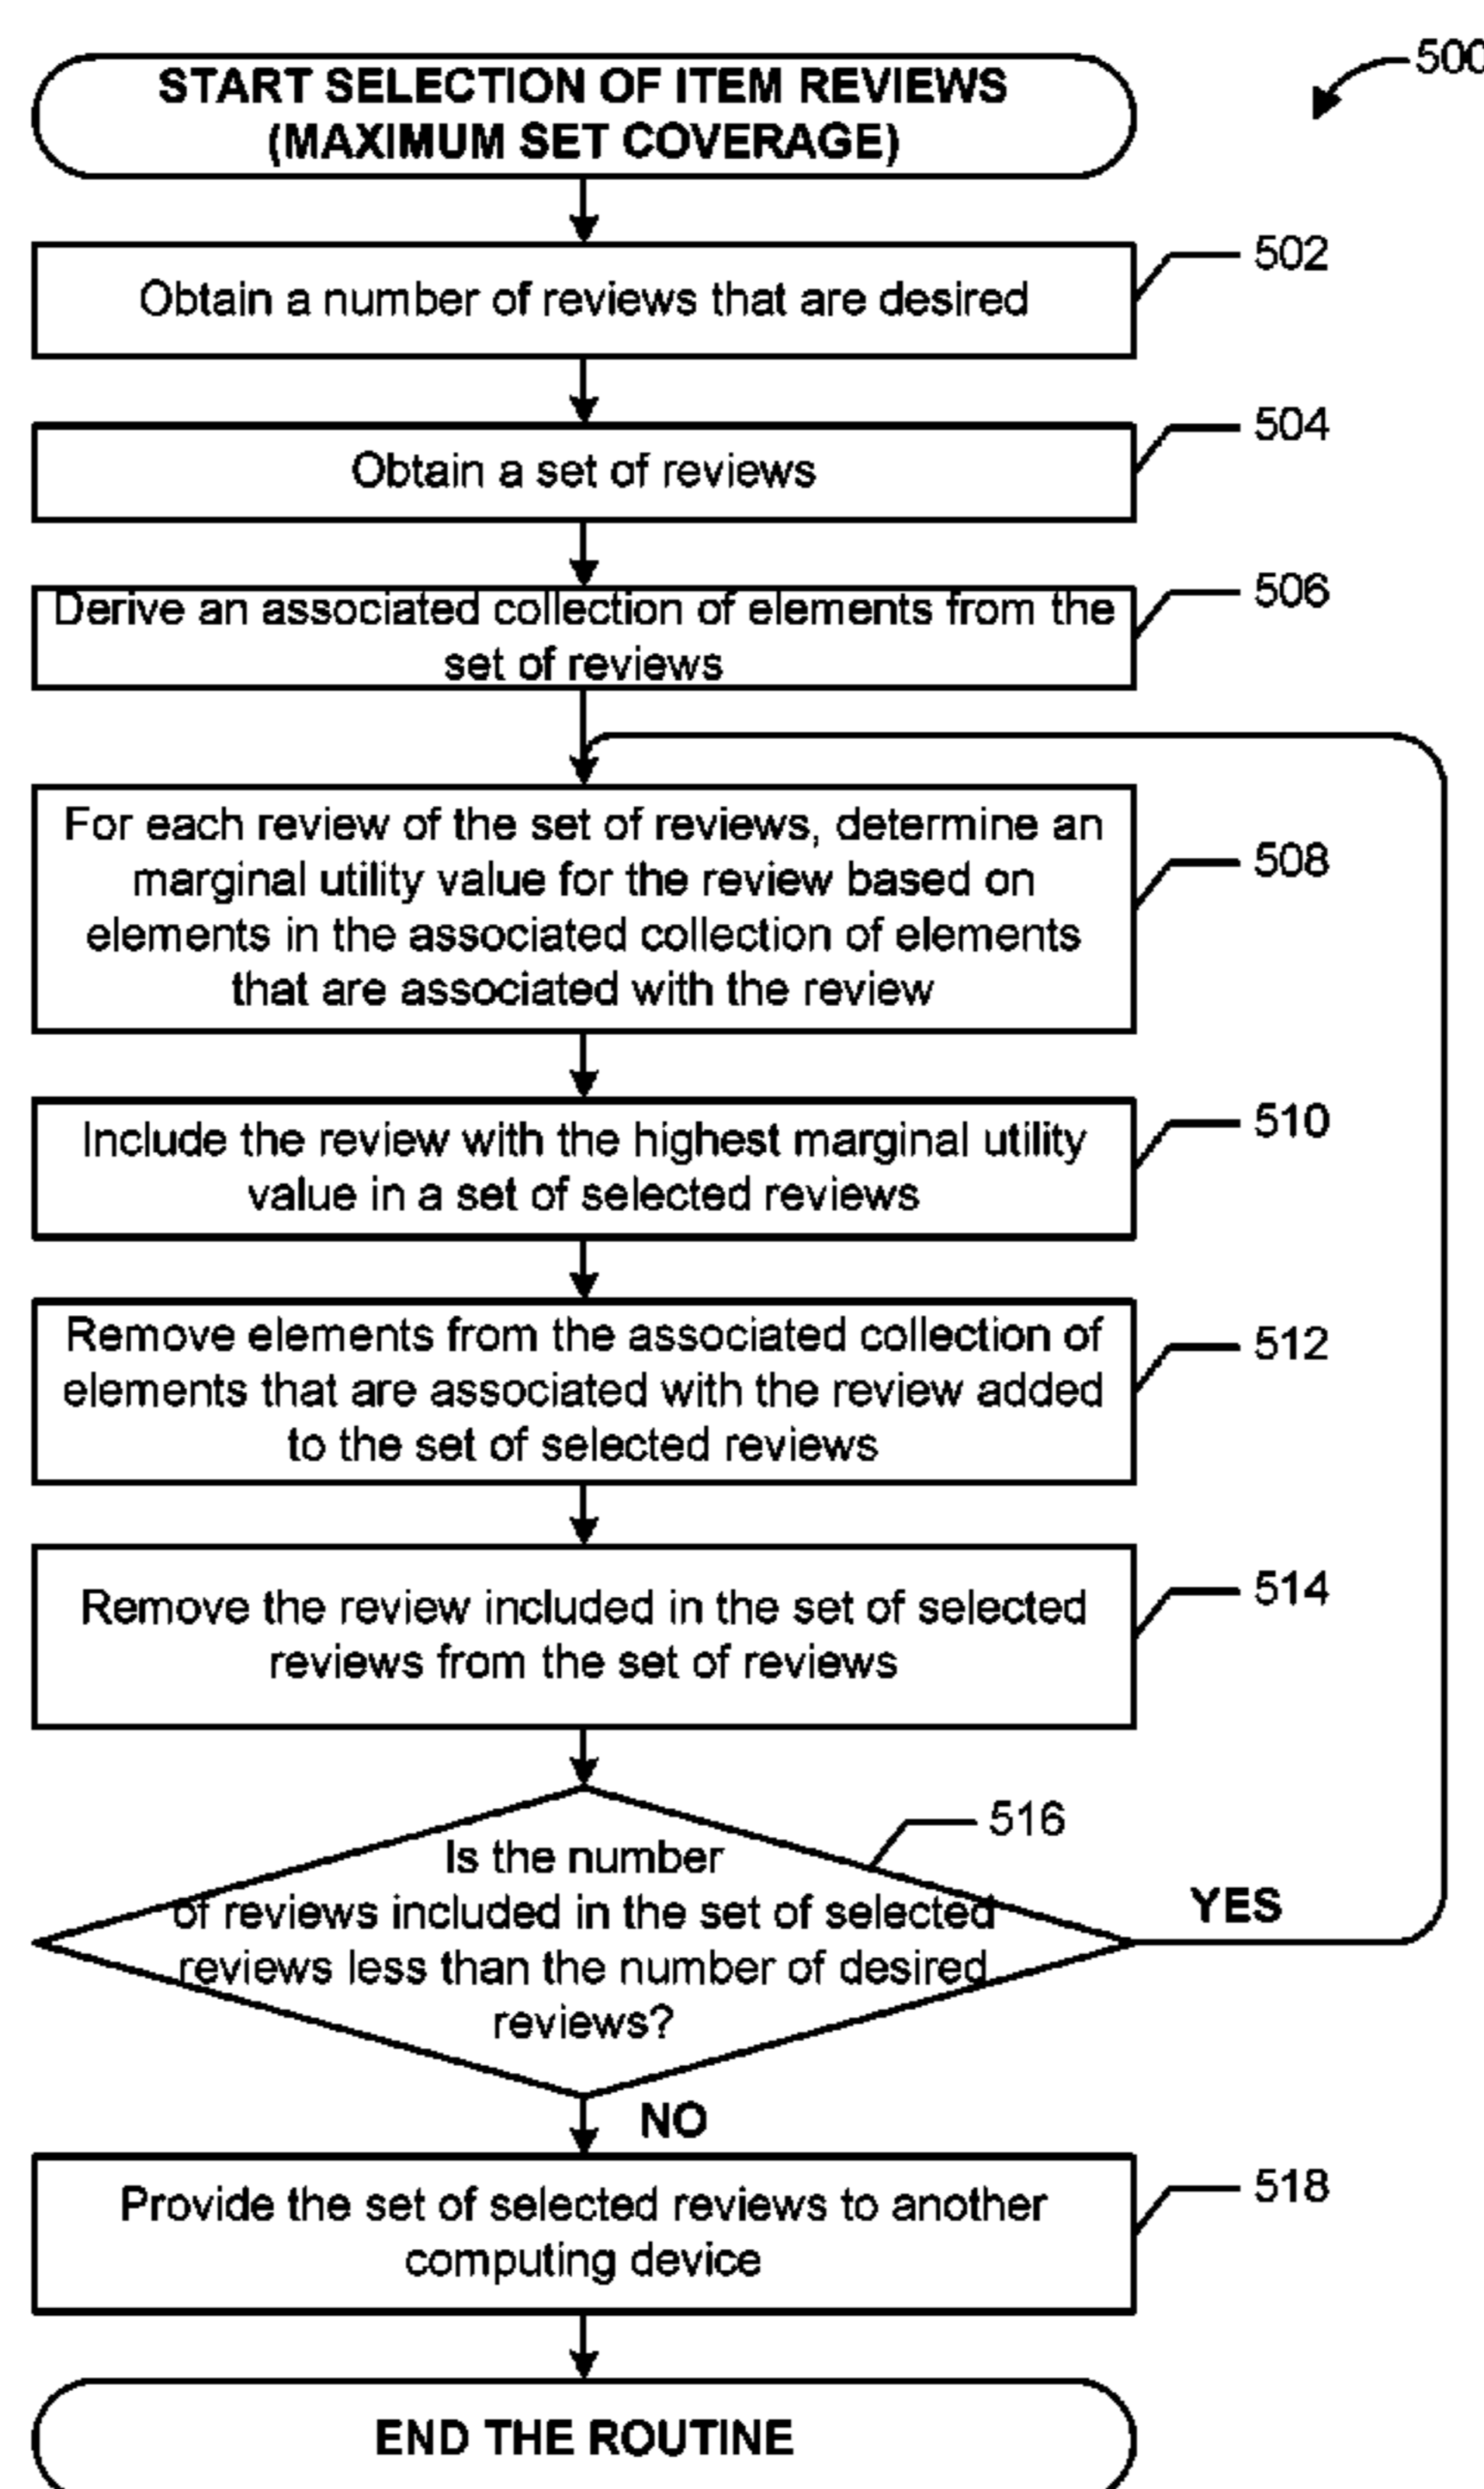 START SELECTION OF ITEM REVIEWS
(MAXIMUM SET COVERAGE)
500
Obtain a number of reviews that are desired
502
Obtain a set of reviews
504
Derive an associated collection of elements from the
set of reviews
506
For each review of the set of reviews, determine an
marginal utility value for the review based on
elements in the associated collection of elements
that are associated with the review
508
Include the review with the highest marginal utility
value in a set of selected reviews
510
Remove elements from the associated collection of
elements that are associated with the review added
to the set of selected reviews
512
Remove the review included in the set of selected
reviews from the set of reviews
514
516
Is the number
of reviews included in the set of selected
reviews less than the number of desired
reviews?
YES
NO
Provide the set of selected reviews to another
computing device
518
END THE ROUTINE